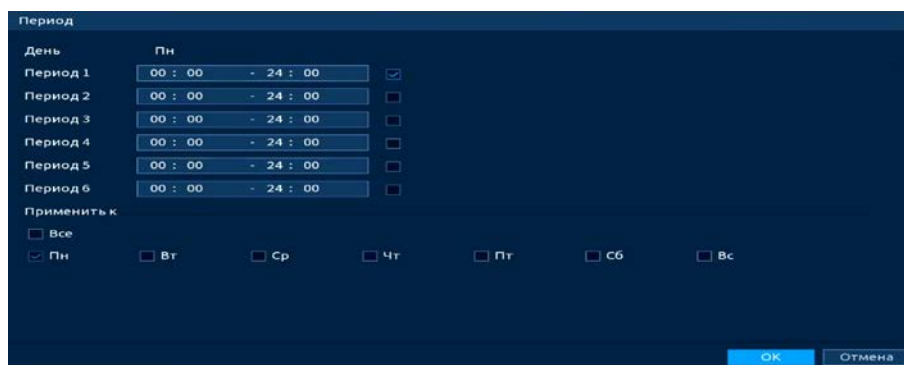 Период
День Пн
Период 1 00 : 00 - 24 : 00
Период 2 00 : 00 - 24 : 00
Период 3 00 : 00 - 24 : 00
Период 4 00 : 00 - 24 : 00
Период 5 00 : 00 - 24 : 00
Период 6 00 : 00 - 24 : 00
Применить к
Все
Пн Вт Ср Чт Пт Сб Вс
OK Отмена